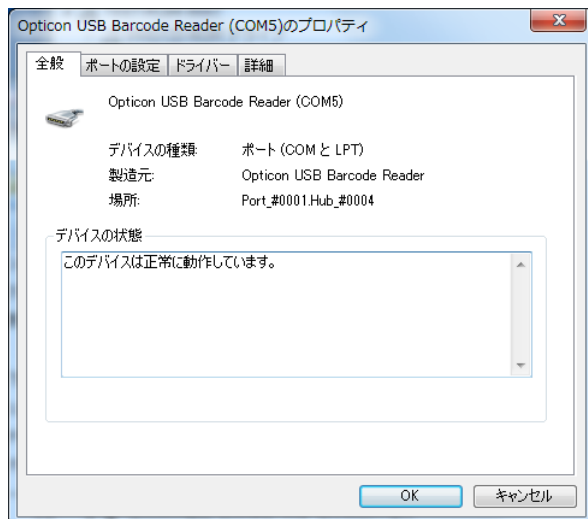 Opticon USB Barcode Reader (COM5)のプロパティ
全般 ポートの設定 ドライバー 詳細
Opticon USB Barcode Reader (COM5)
デバイスの種類: ポート (COM と LPT)
製造元: Opticon USB Barcode Reader
場所: Port_#0001.Hub_#0004
デバイスの状態
このデバイスは正常に動作しています。
OK キャンセル